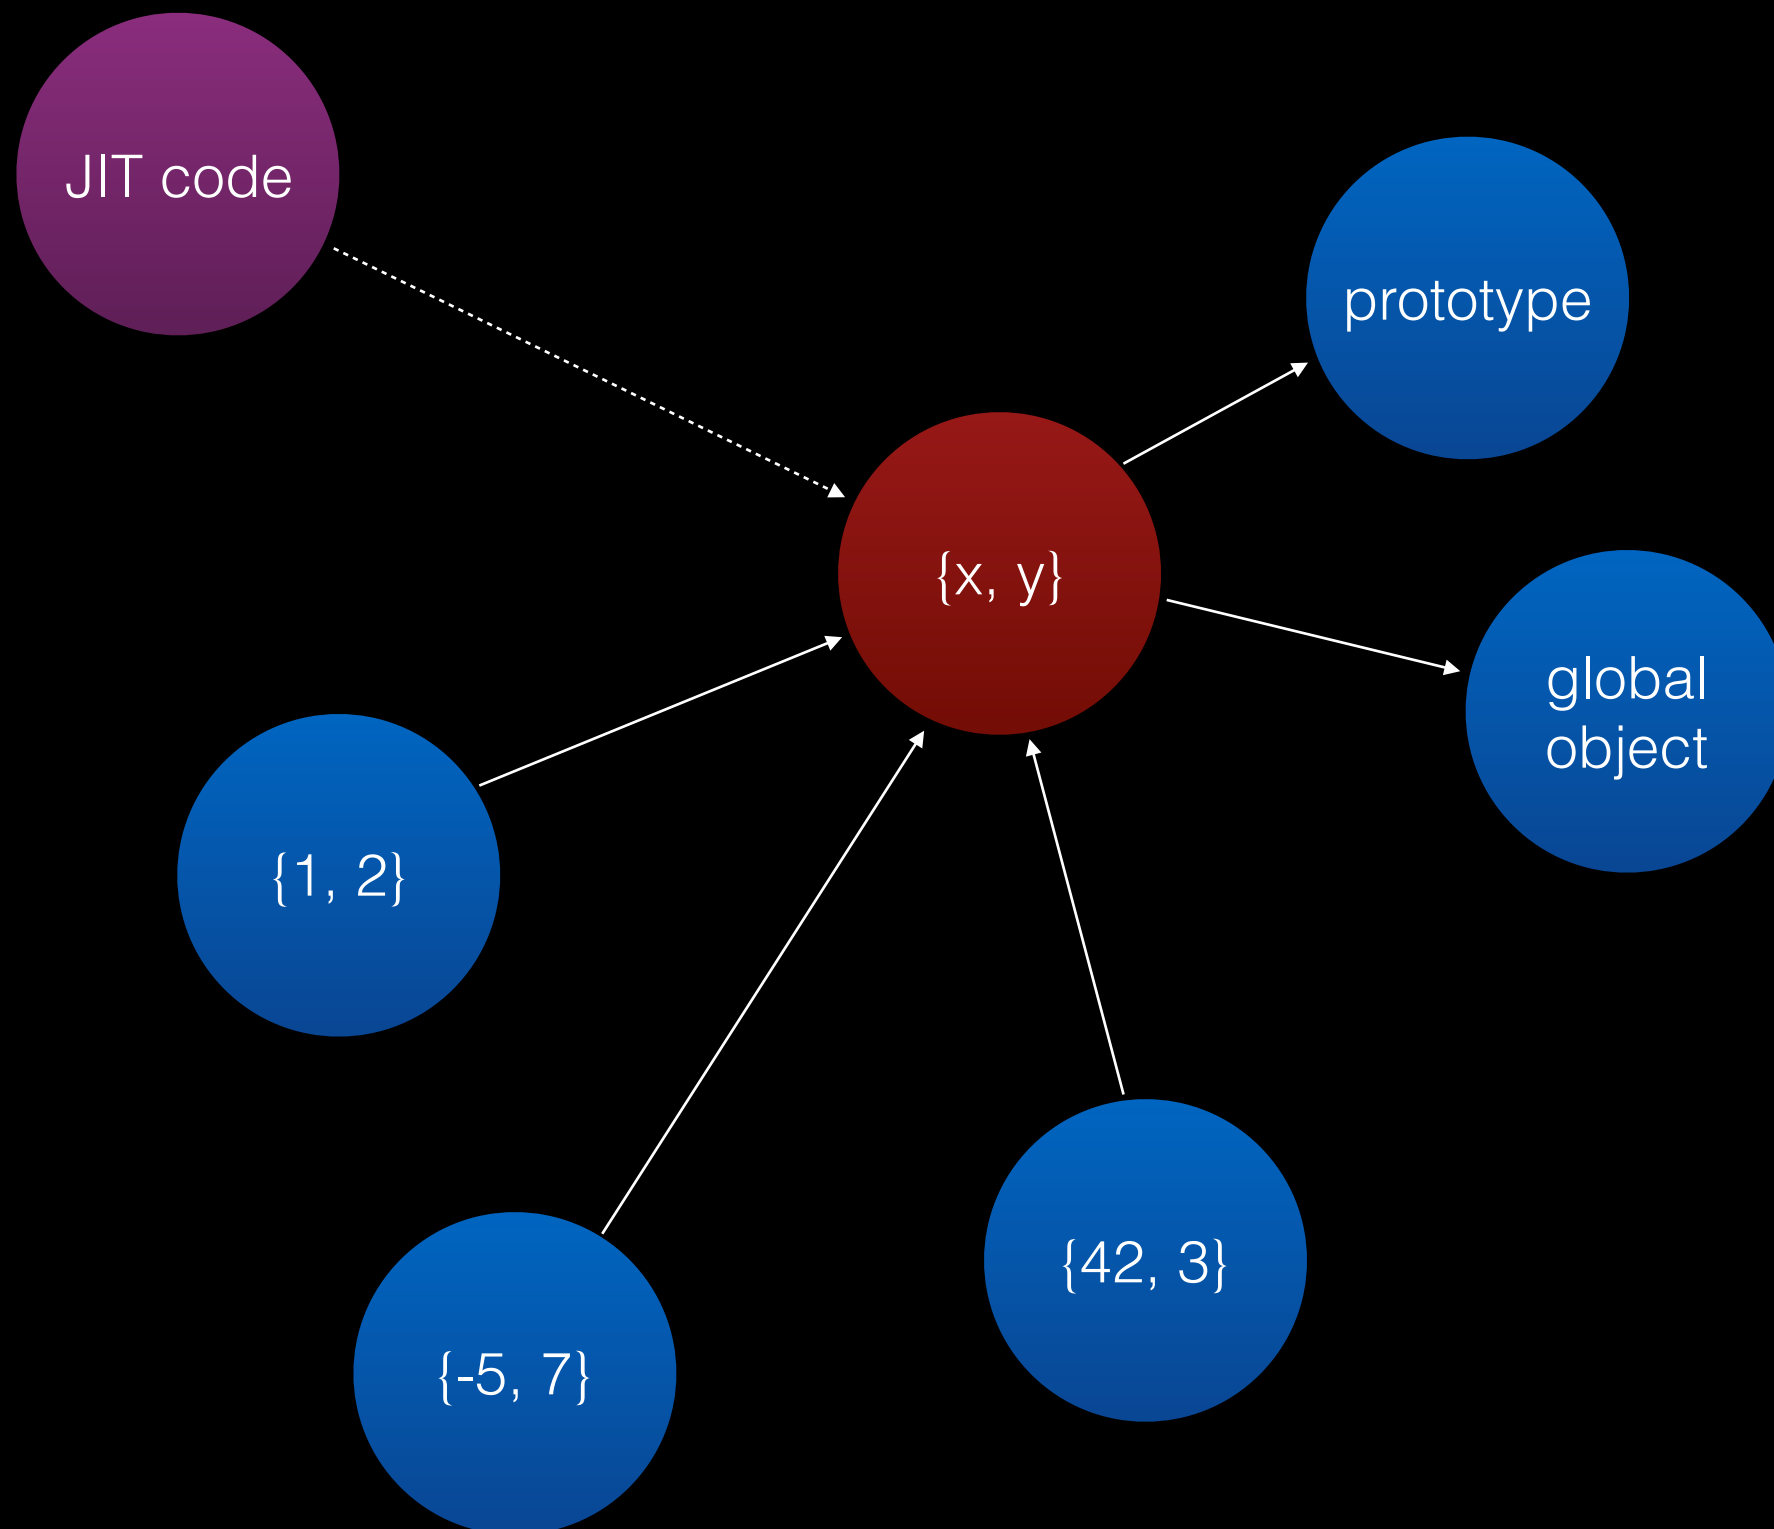 JIT code
prototype
{x, y}
global
object
{1, 2}
{42, 3}
{-5, 7}